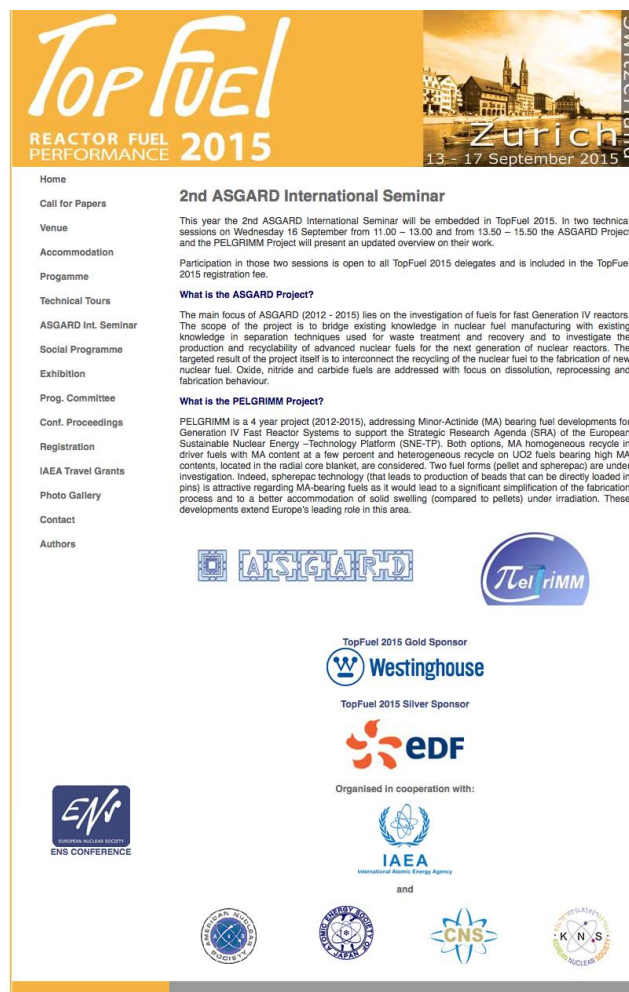 TOP FUEL
REACTOR FUEL
PERFORMANCE 2015
Switzerland
Zurich
13 - 17 September 2015
Home
Call for Papers
Venue
Accommodation
Progamme
Technical Tours
ASGARD Int. Seminar
Social Programme
Exhibition
Prog. Committee
Conf. Proceedings
Registration
IAEA Travel Grants
Photo Gallery
Contact
Authors
2nd ASGARD International Seminar
This year the 2nd ASGARD International Seminar will be embedded in TopFuel 2015. In two technical
sessions on Wednesday 16 September from 11.00 – 13.00 and from 13.50 – 15.50 the ASGARD Project
and the PELGRIMM Project will present an updated overview on their work.
Participation in those two sessions is open to all TopFuel 2015 delegates and is included in the TopFuel
2015 registration fee.
What is the ASGARD Project?
The main focus of ASGARD (2012 - 2015) lies on the investigation of fuels for fast Generation IV reactors.
The scope of the project is to bridge existing knowledge in nuclear fuel manufacturing with existing
knowledge in separation techniques used for waste treatment and recovery and to investigate the
production and recyclability of advanced nuclear fuels for the next generation of nuclear reactors. The
targeted result of the project itself is to interconnect the recycling of the nuclear fuel to the fabrication of new
nuclear fuel. Oxide, nitride and carbide fuels are addressed with focus on dissolution, reprocessing and
fabrication behaviour.
What is the PELGRIMM Project?
PELGRIMM is a 4 year project (2012-2015), addressing Minor-Actinide (MA) bearing fuel developments for
Generation IV Fast Reactor Systems to support the Strategic Research Agenda (SRA) of the European
Sustainable Nuclear Energy –Technology Platform (SNE-TP). Both options, MA homogeneous recycle in
driver fuels with MA content at a few percent and heterogeneous recycle on UO2 fuels bearing high MA
contents, located in the radial core blanket, are considered. Two fuel forms (pellet and spherepac) are under
investigation. Indeed, spherepac technology (that leads to production of beads that can be directly loaded in
pins) is attractive regarding MA-bearing fuels as it would lead to a significant simplification of the fabrication
process and to a better accommodation of solid swelling (compared to pellets) under irradiation. These
developments extend Europe's leading role in this area.
ASGARD
πelGriMM
TopFuel 2015 Gold Sponsor
W Westinghouse
TopFuel 2015 Silver Sponsor
eDF
Organised in cooperation with:
ENS
EUROPEAN NUCLEAR SOCIETY
ENS CONFERENCE
IAEA
International Atomic Energy Agency
and
AMERICAN NUCLEAR SOCIETY
ATOMIC ENERGY SOCIETY OF JAPAN
CNS
KNS
KOREAN NUCLEAR SOCIETY